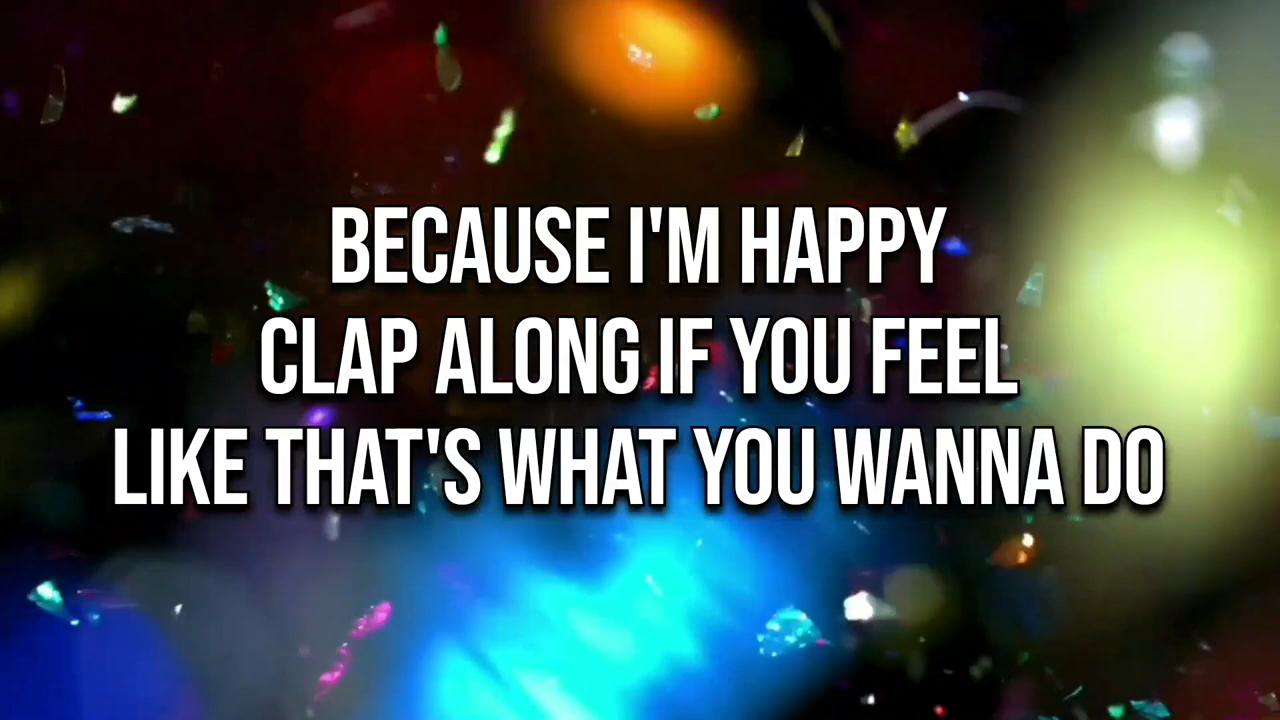 BECAUSE I'M HAPPY
CLAP ALONG IF YOU FEEL
LIKE THAT'S WHAT YOU WANNA DO